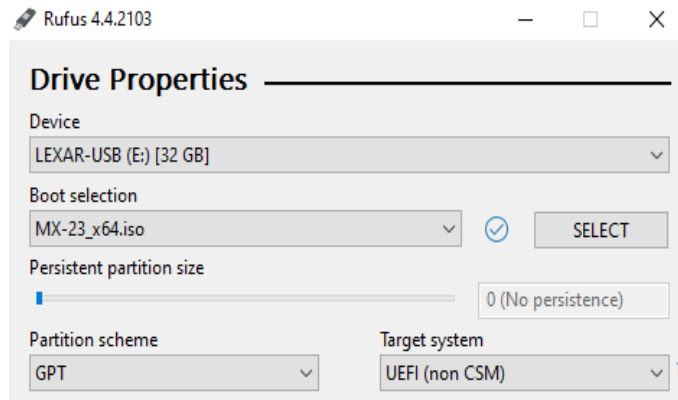 Rufus 4.4.2103
Drive Properties
Device
LEXAR-USB (E:) [32 GB]
Boot selection
MX-23_x64.iso
SELECT
Persistent partition size
0 (No persistence)
Partition scheme
Target system
GPT
UEFI (non CSM)